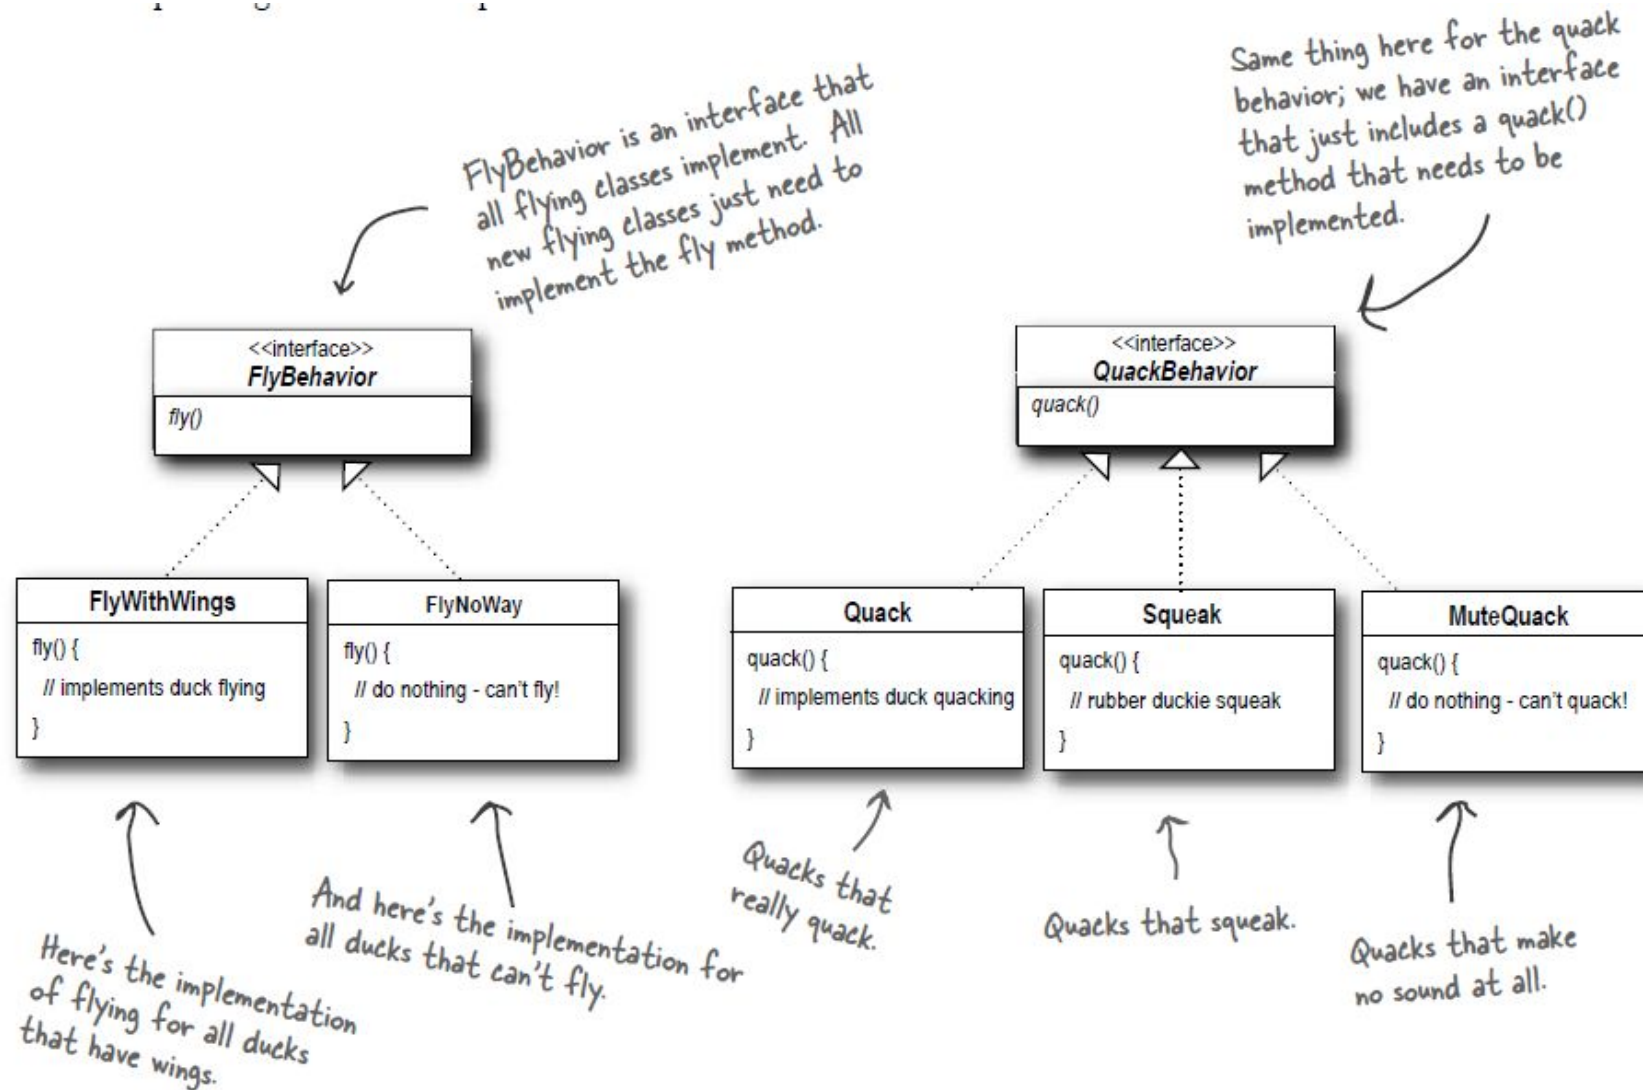 FlyBehavior is an interface that
all flying classes implement. All
new flying classes just need to
implement the fly method.
Same thing here for the quack
behavior; we have an interface
that just includes a quack()
method that needs to be
implemented.
<<interface>>
FlyBehavior
fly()
<<interface>>
QuackBehavior
quack()
FlyWithWings
fly() {
// implements duck flying
}
FlyNoWay
fly() {
// do nothing - can't fly!
}
Quack
quack() {
// implements duck quacking
}
Squeak
quack() {
// rubber duckie squeak
}
MuteQuack
quack() {
// do nothing - can't quack!
}
Here's the implementation
of flying for all ducks
that have wings.
And here's the implementation for
all ducks that can't fly.
Quacks that
really quack.
Quacks that squeak.
Quacks that make
no sound at all.